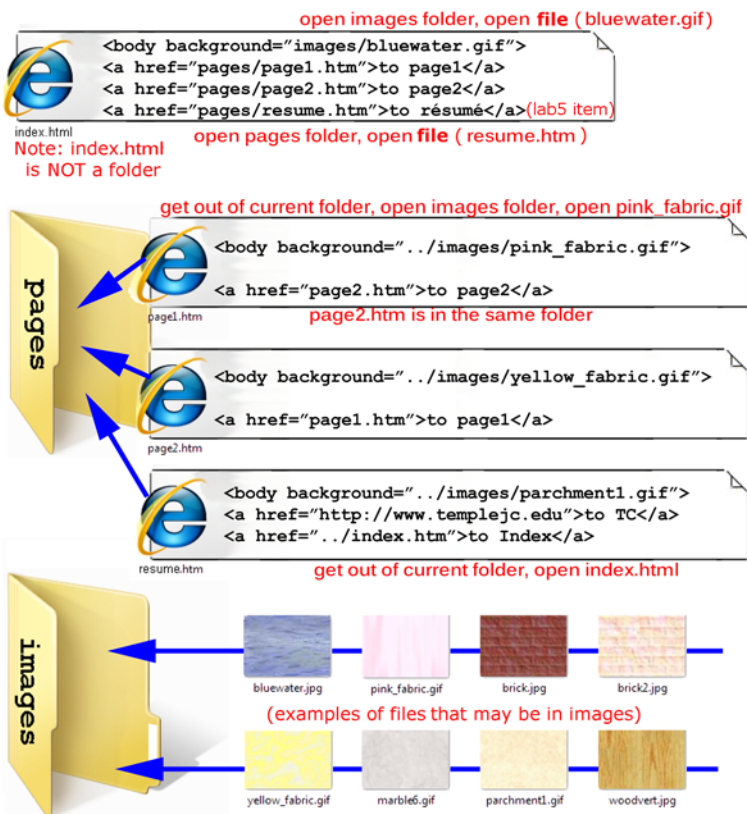 open images folder, open file (bluewater.gif)
<body background="images/bluewater.gif">
<a href="pages/page1.htm">to page1</a>
<a href="pages/page2.htm">to page2</a>
<a href="pages/resume.htm">to résumé</a>(lab5 item)
index.html
open pages folder, open file ( resume.htm )
Note: index.html
is NOT a folder
get out of current folder, open images folder, open pink_fabric.gif
<body background="../images/pink_fabric.gif">
<a href="page2.htm">to page2</a>
page1.htm
page2.htm is in the same folder
pages
<body background="../images/yellow_fabric.gif">
<a href="page1.htm">to page1</a>
page2.htm
<body background="../images/parchment1.gif">
<a href="http://www.templejc.edu">to TC</a>
<a href="../index.htm">to Index</a>
resume.htm
get out of current folder, open index.html
images
bluewater.jpg pink_fabric.gif brick.jpg brick2.jpg
(examples of files that may be in images)
yellow_fabric.gif marble6.gif parchment1.gif woodvert.jpg